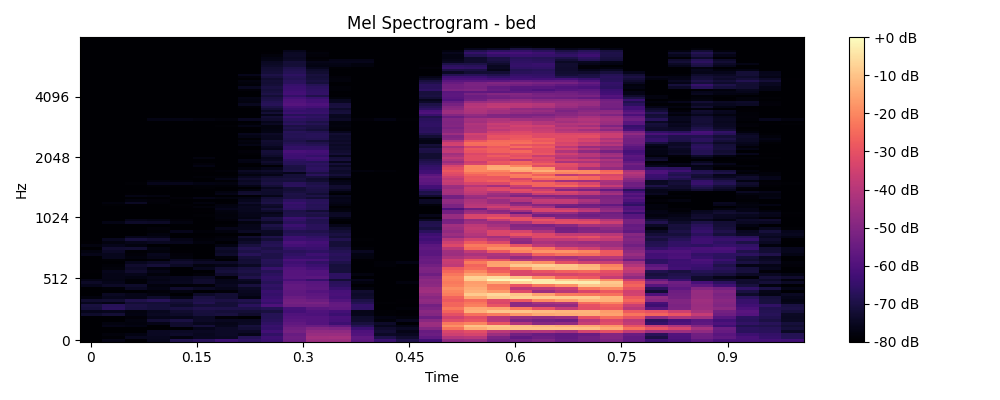 Mel Spectrogram - bed
+0 dB
4096
-10 dB
-20 dB
2048
-30 dB
Hz
-40 dB
1024
-50 dB
512
-60 dB
-70 dB
0
-80 dB
0 0.15 0.3 0.45 0.6 0.75 0.9
Time